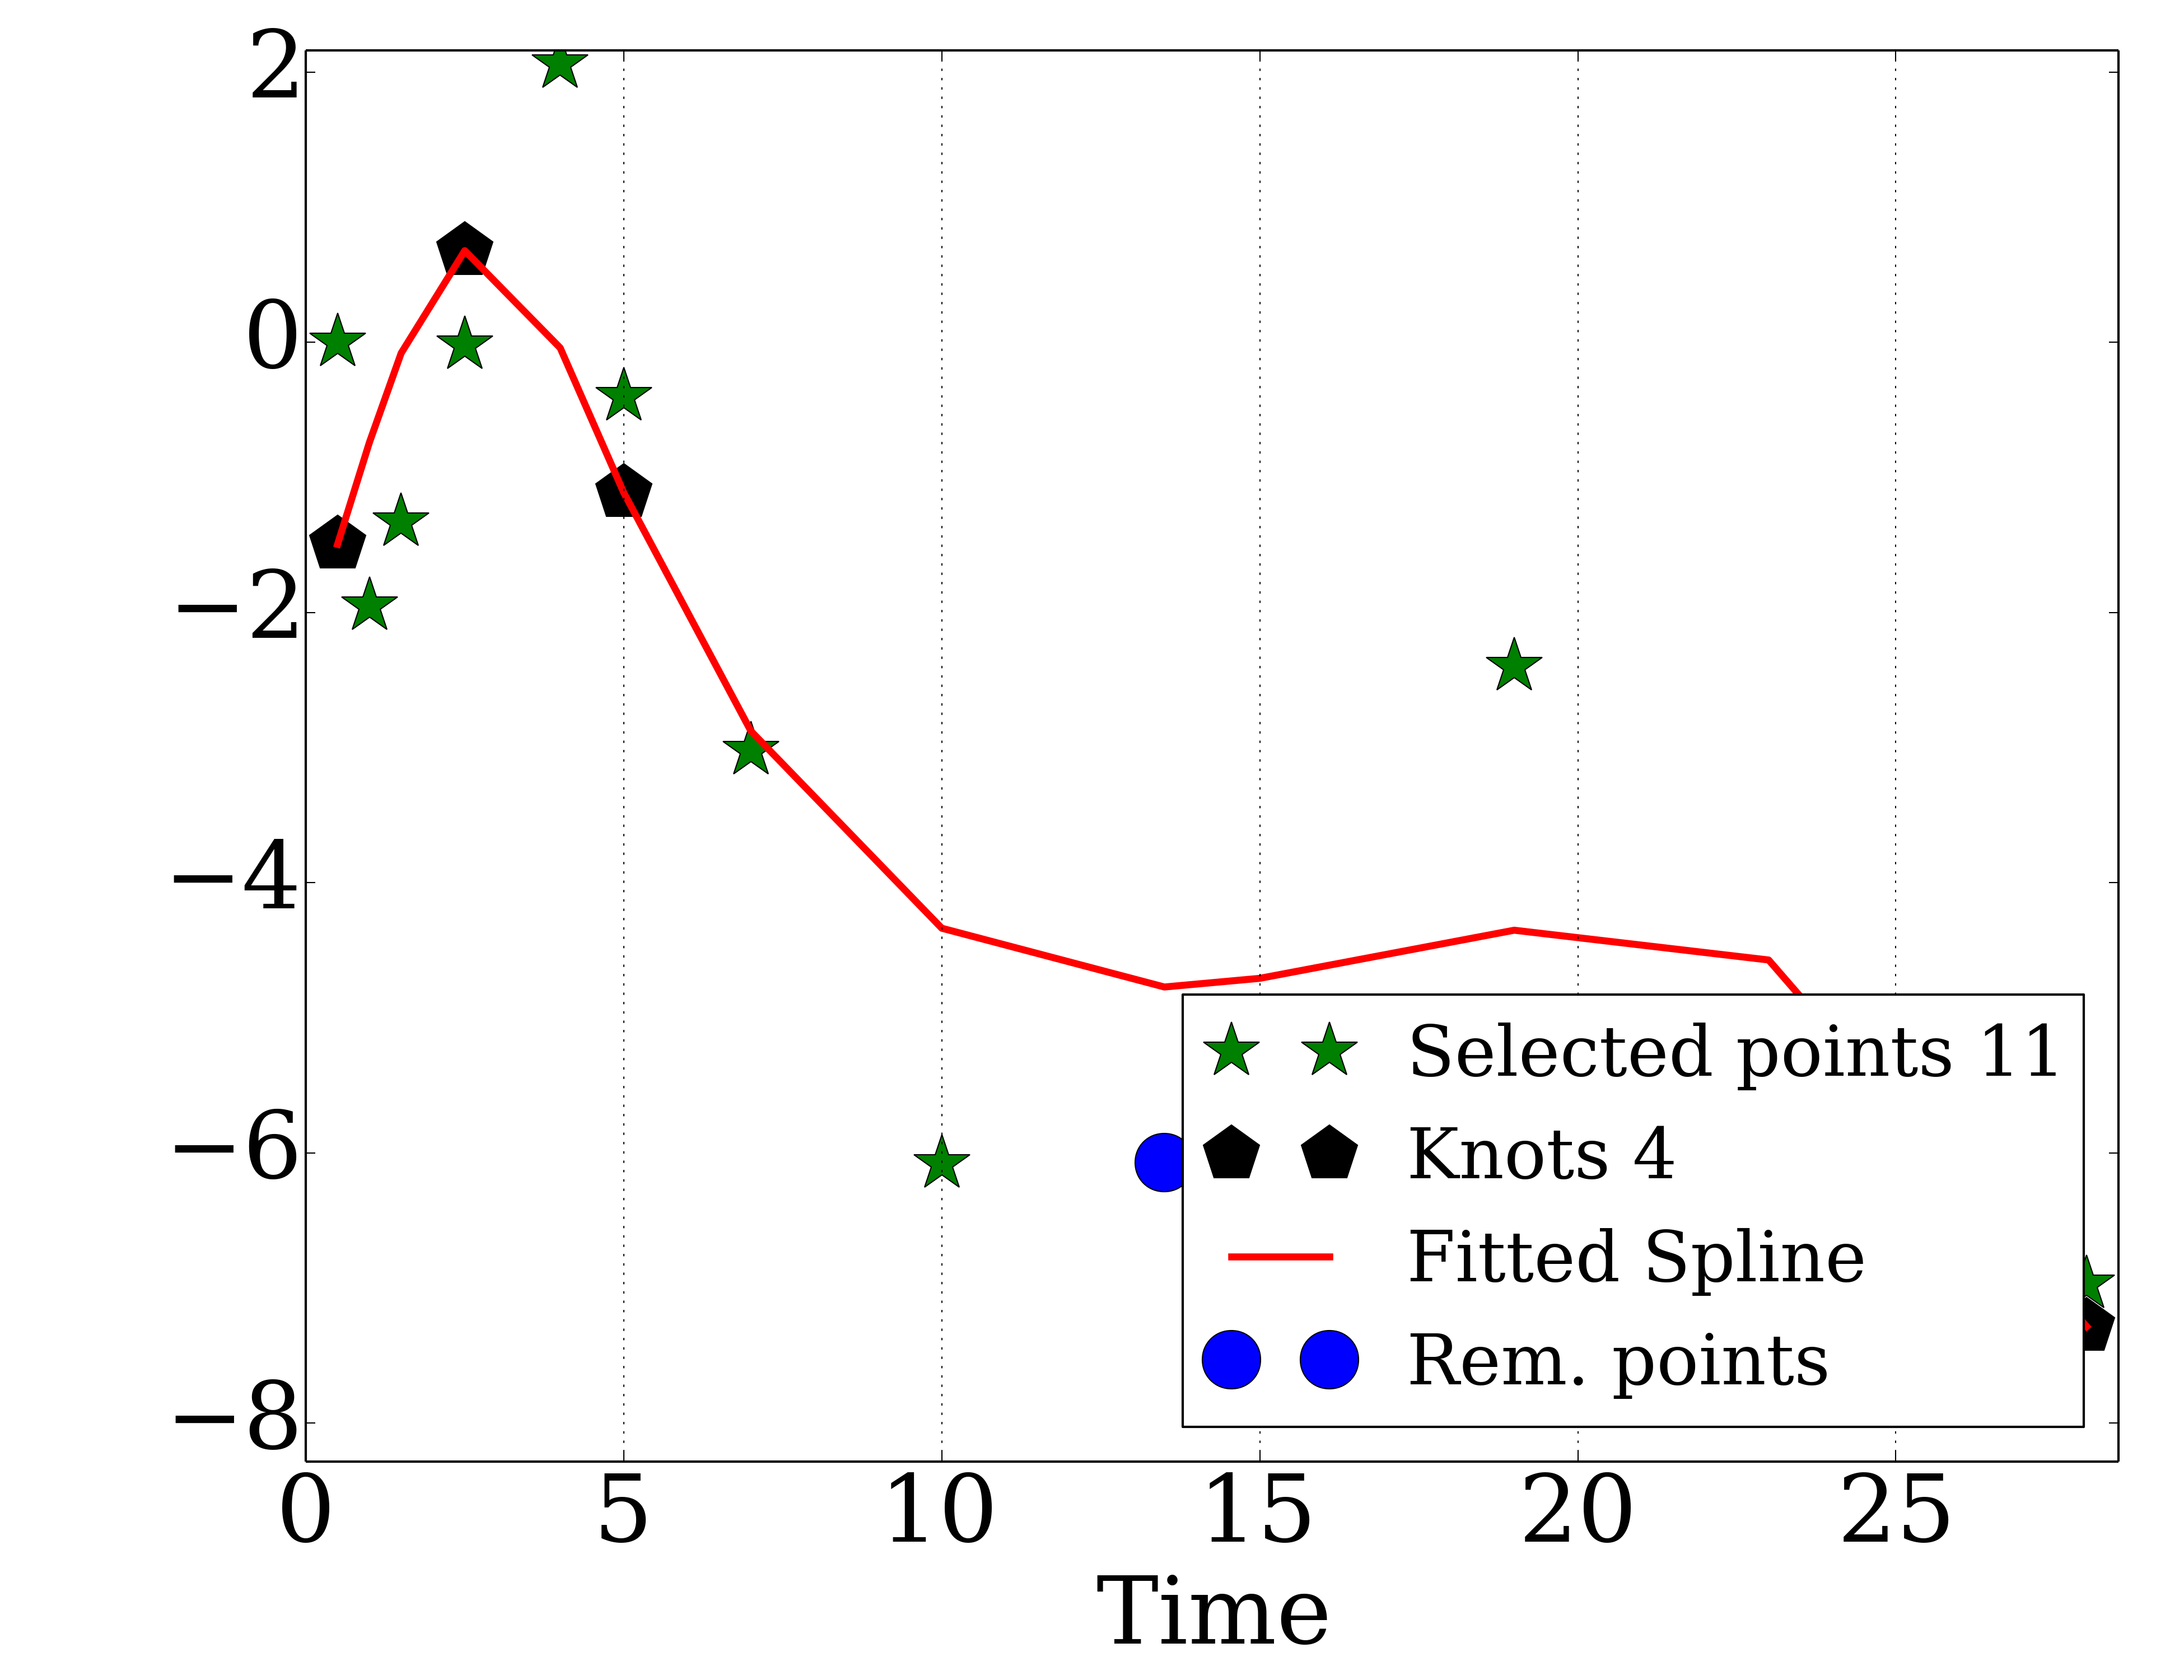 2
0
−2
−4
−6
−8
0 5 10 15 20 25
Time
Selected points 11
Knots 4
Fitted Spline
Rem. points